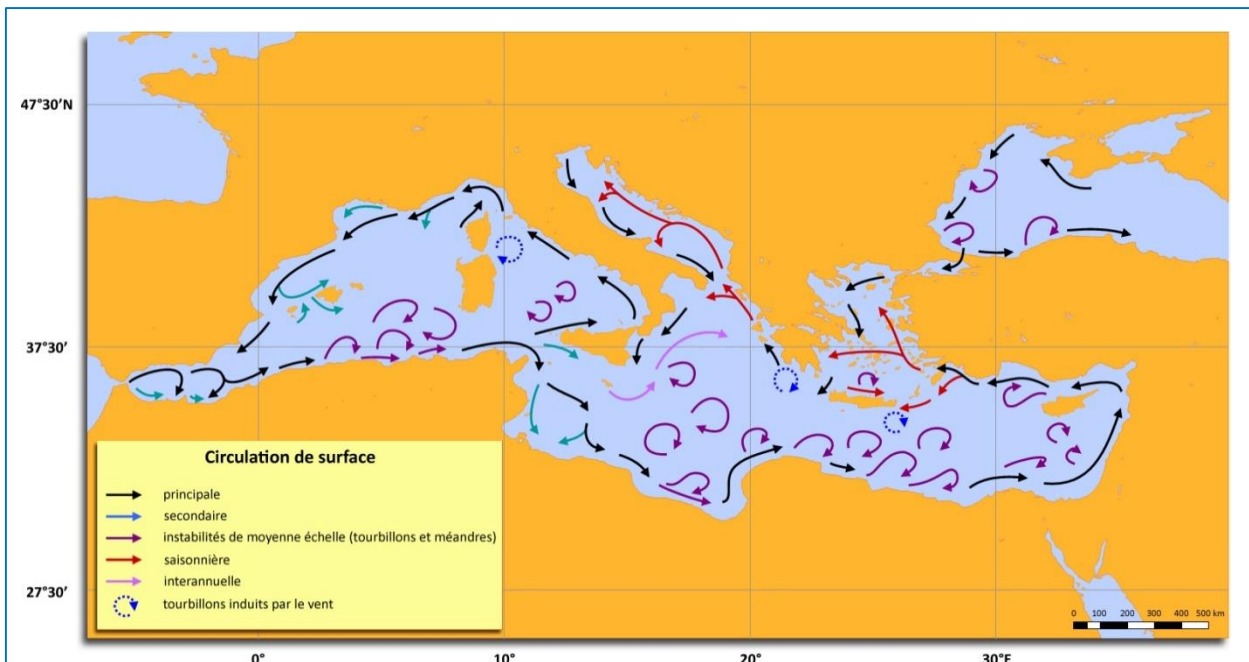 47°30'N
37°30'
27°30'
Circulation de surface
principale
secondaire
instabilités de moyenne échelle (tourbillons et méandres)
saisonnière
interannuelle
tourbillons induits par le vent
0 100 200 300 400 500 km
0° 10° 20° 30°E